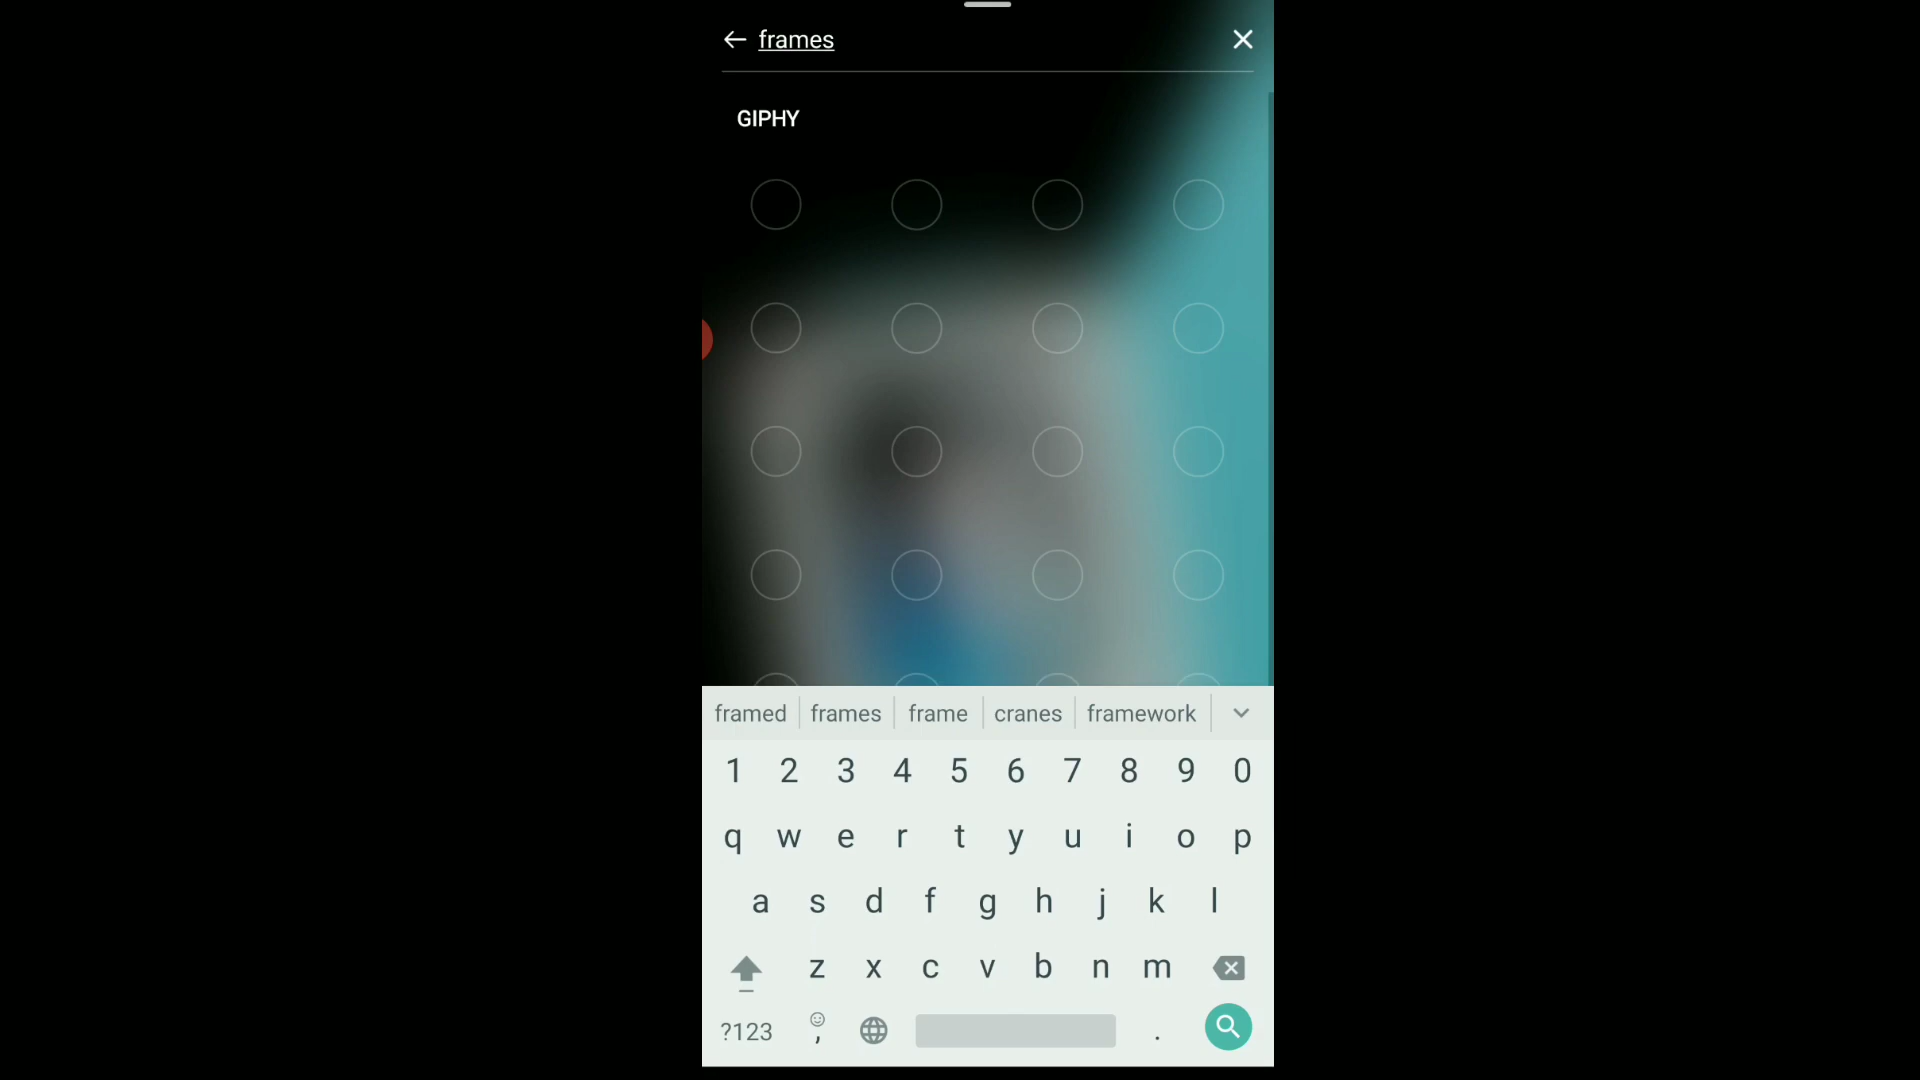 frames
GIPHY
framed frames frame cranes framework
1 2 3 4 5 6 7 8 9 0
q w e r t y u i o p
a s d f g h j k l
z x c v b n m
?123 , .